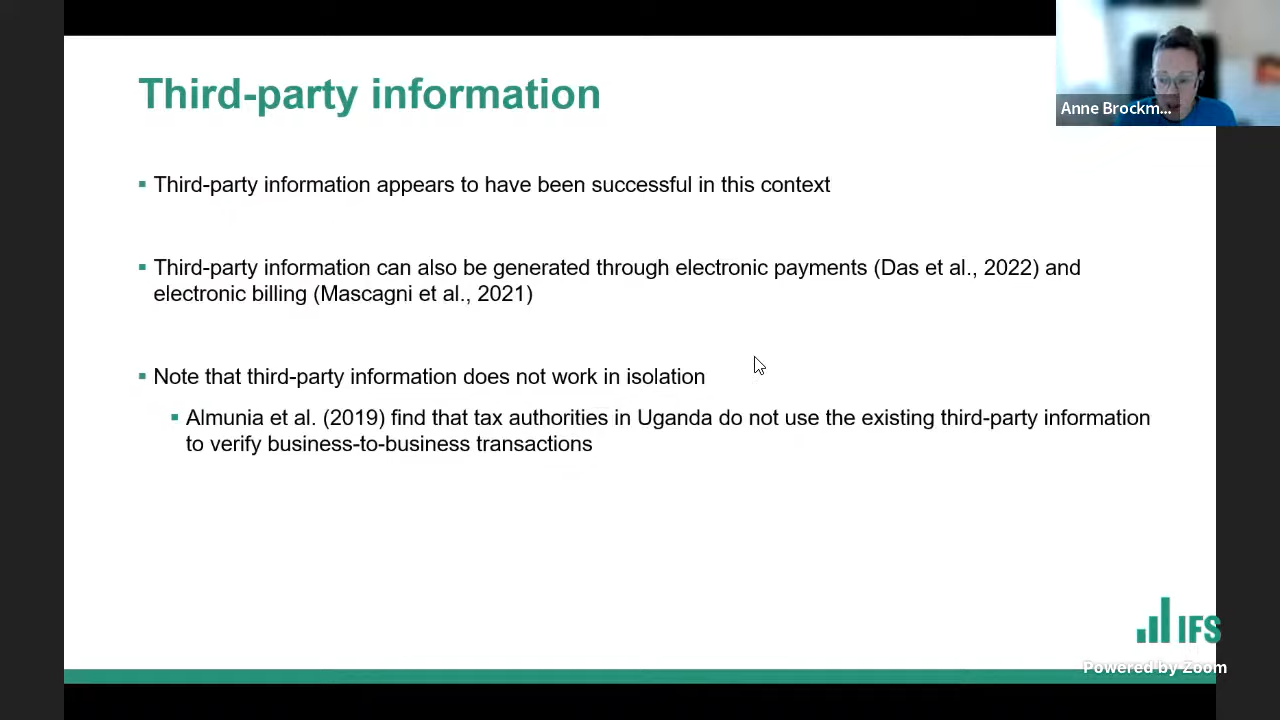 Third-party information
Anne Brockm...
▪ Third-party information appears to have been successful in this context
▪ Third-party information can also be generated through electronic payments (Das et al., 2022) and
electronic billing (Mascagni et al., 2021)
▪ Note that third-party information does not work in isolation
▪ Almunia et al. (2019) find that tax authorities in Uganda do not use the existing third-party information
to verify business-to-business transactions
IFS
Powered by Zoom